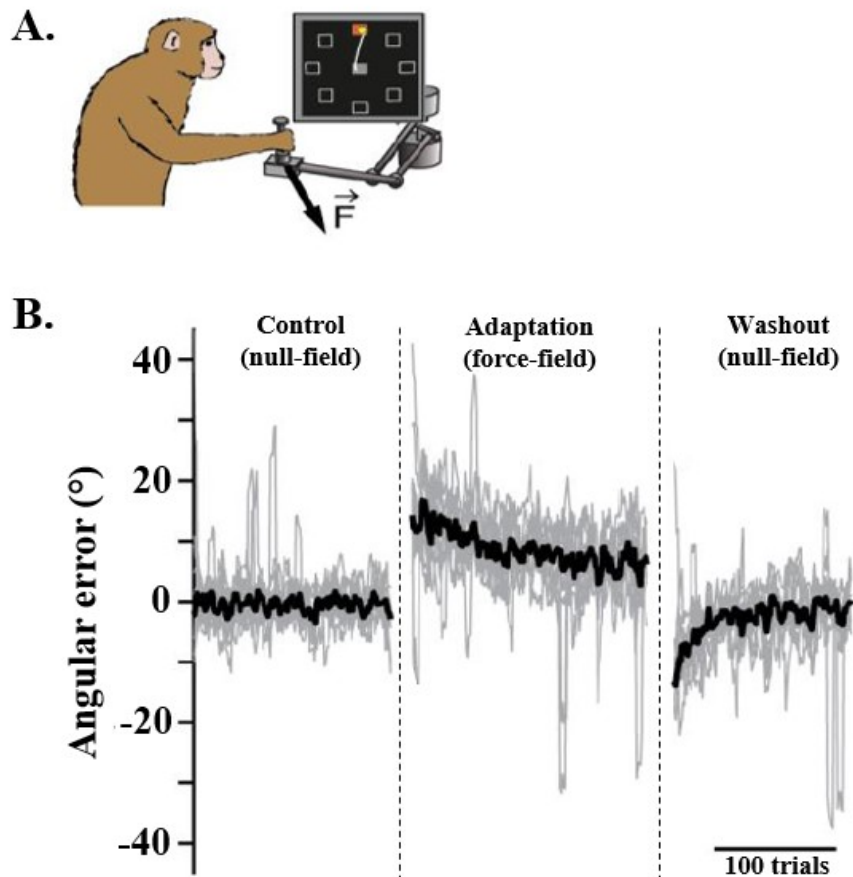 A.
F
B.
Control
(null-field)
Adaptation
(force-field)
Washout
(null-field)
Angular error (°)
40
20
0
-20
-40
100 trials